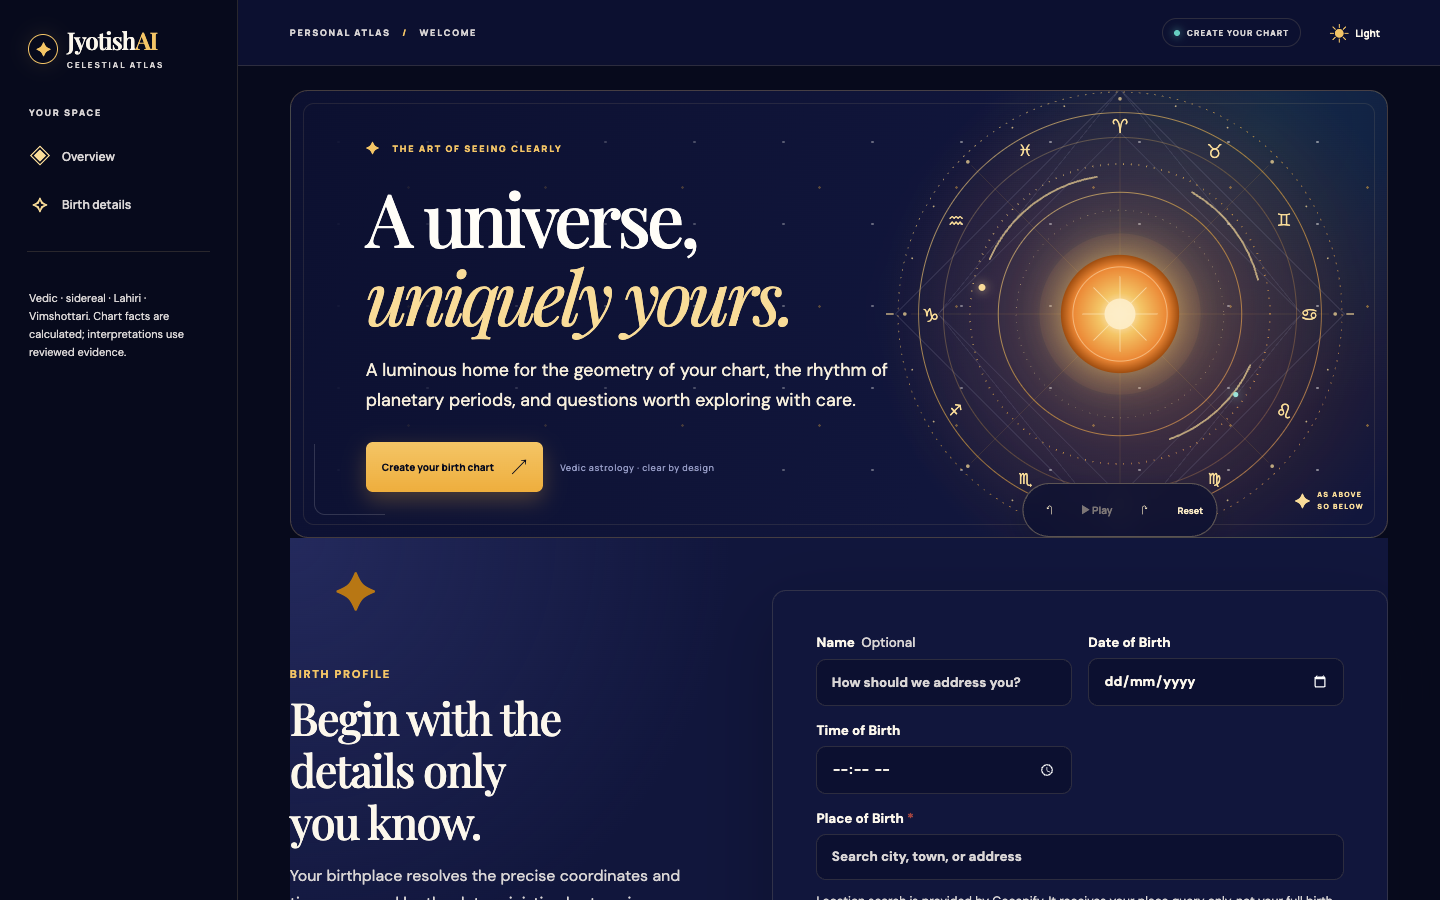 JyotishAI
CELESTIAL ATLAS
YOUR SPACE
Overview
Birth details
Vedic · sidereal · Lahiri ·
Vimshottari. Chart facts are
calculated; interpretations use
reviewed evidence.
PERSONAL ATLAS / WELCOME
CREATE YOUR CHART
Light
THE ART OF SEEING CLEARLY
A universe,
uniquely yours.
A luminous home for the geometry of your chart, the rhythm of
planetary periods, and questions worth exploring with care.
Create your birth chart
Vedic astrology · clear by design
♈
♉
♊
♋
♌
♍
♏
♐
♑
♒
♓
Play
Reset
AS ABOVE
SO BELOW
BIRTH PROFILE
Begin with the
details only
you know.
Your birthplace resolves the precise coordinates and
Name Optional
How should we address you?
Date of Birth
dd/mm/yyyy
Time of Birth
--:-- --
Place of Birth *
Search city, town, or address